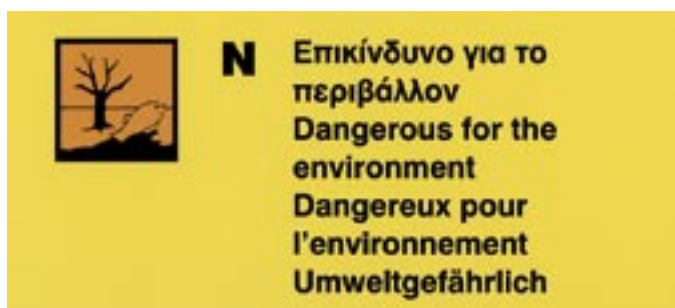 N
Επικίνδυνο για το
περιβάλλον
Dangerous for the
environment
Dangereux pour
l'environnement
Umweltgefährlich